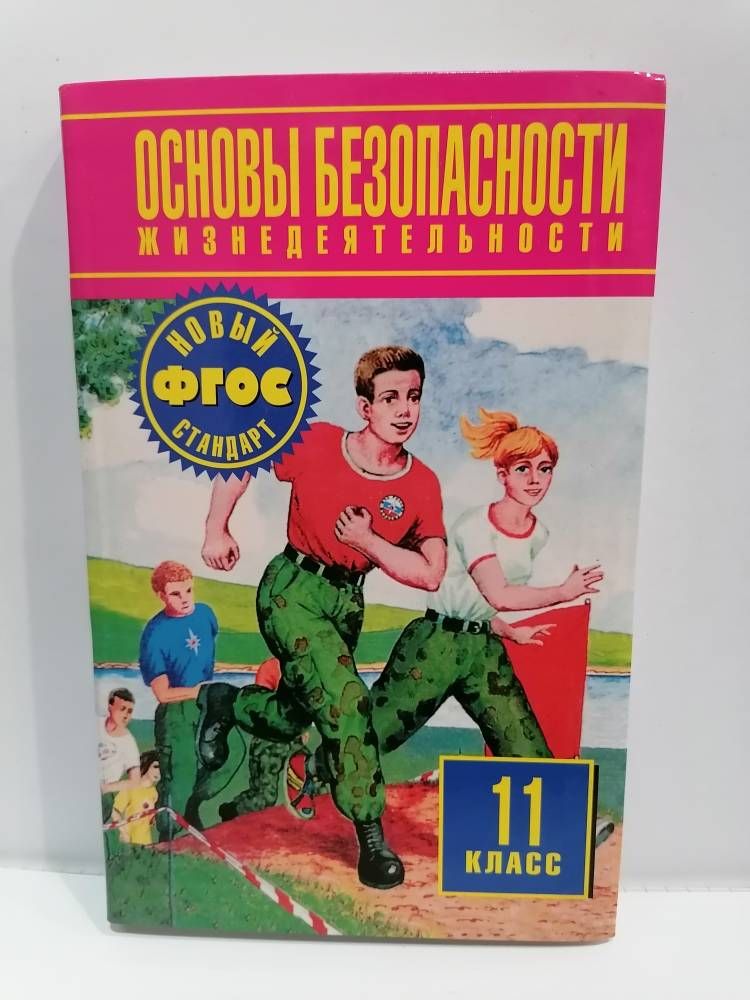 ОСНОВЫ БЕЗОПАСНОСТИ
ЖИЗНЕДЕЯТЕЛЬНОСТИ
НОВЫЙ
ФГОС
СТАНДАРТ
11
КЛАСС